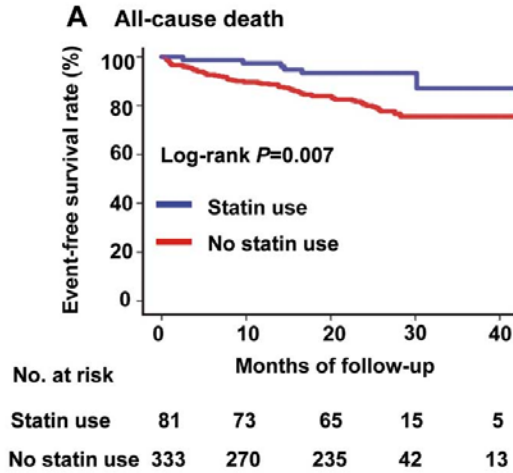 A All-cause death
Event-free survival rate (%)
100
80
60
40
20
0
Log-rank P=0.007
Statin use
No statin use
0 10 20 30 40
Months of follow-up
No. at risk
Statin use 81 73 65 15 5
No statin use 333 270 235 42 13